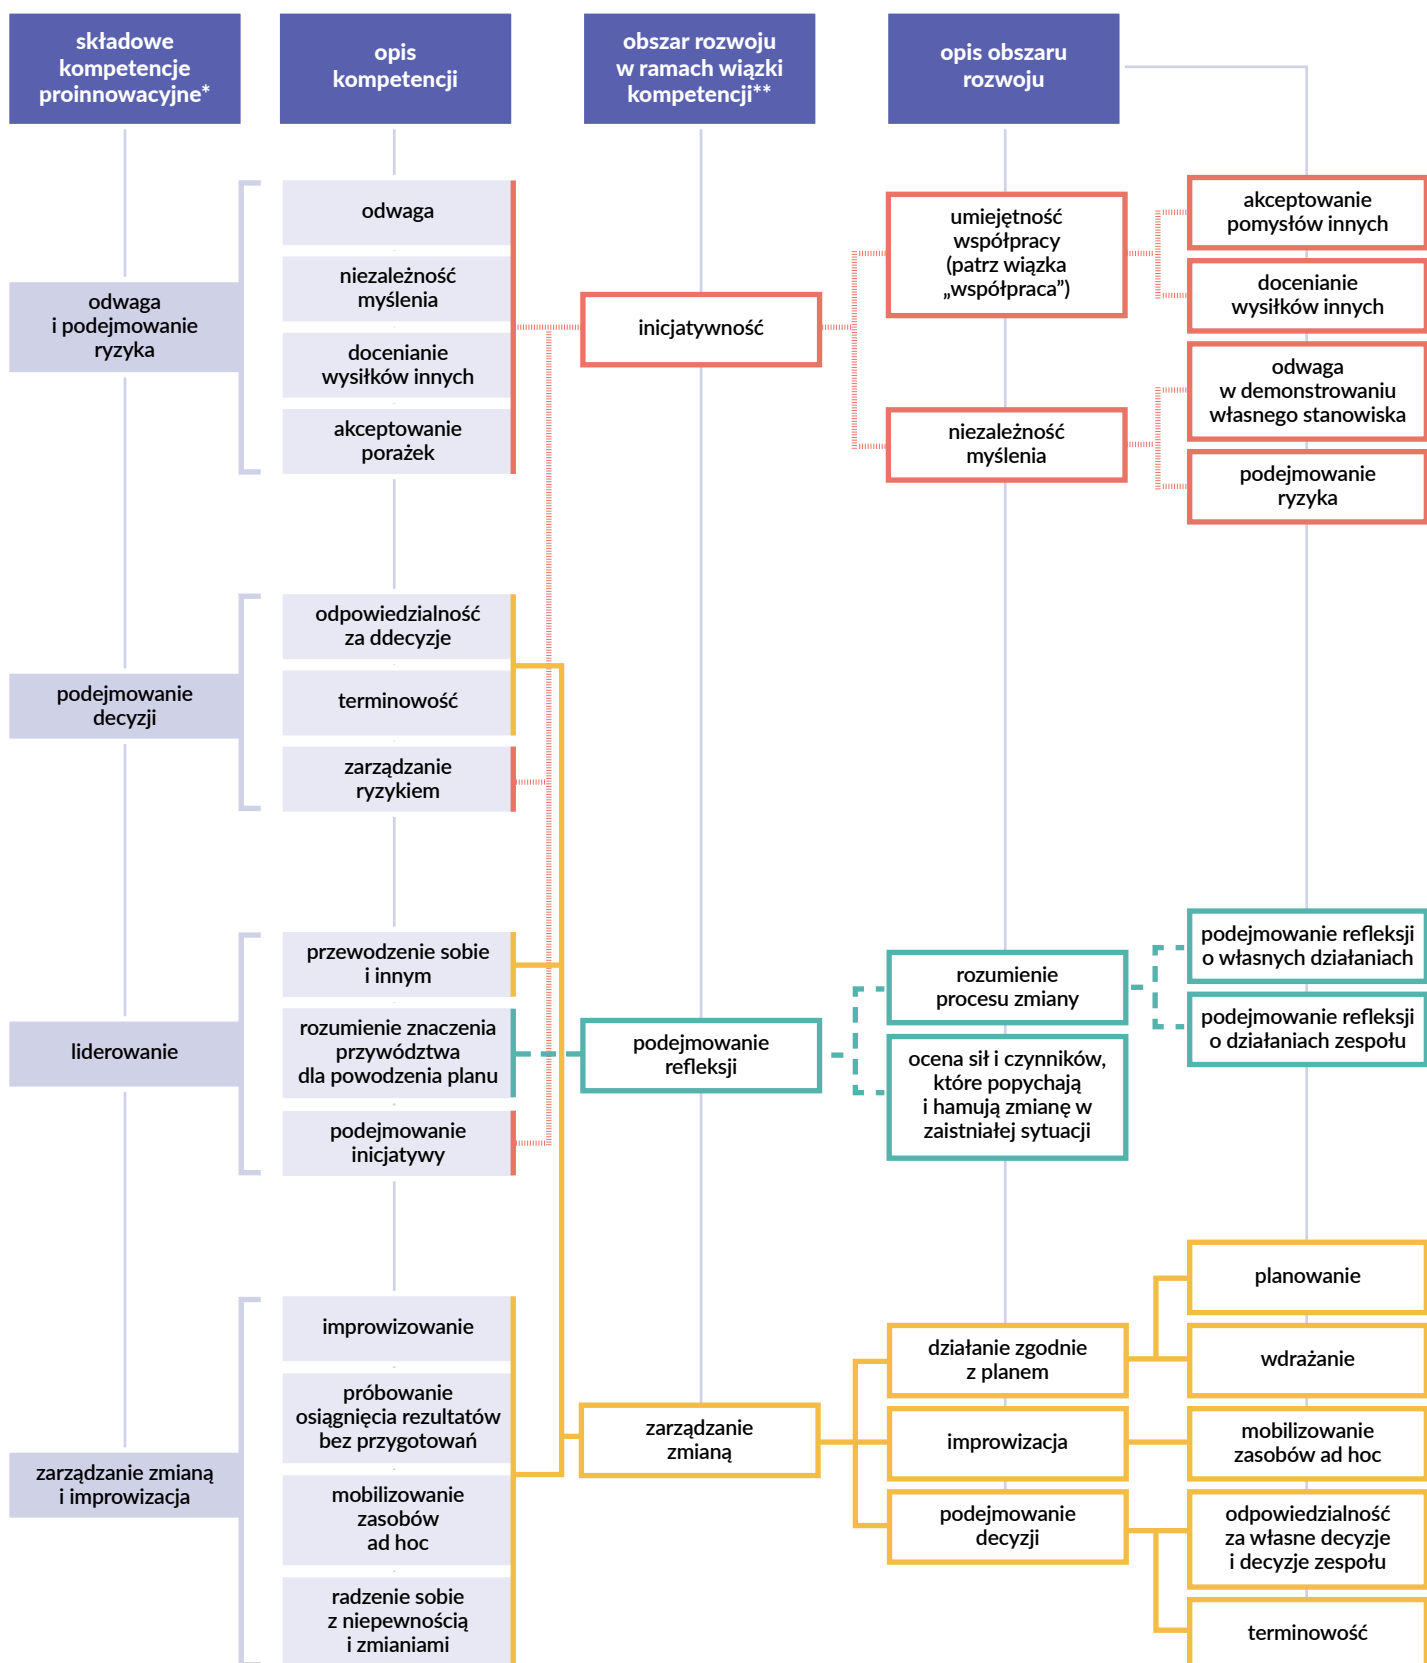 składowe
kompetencje
proinnowacyjne*
opis
kompetencji
obszar rozwoju
w ramach wiązki
kompetencji**
opis obszaru
rozwoju
odwaga
i podejmowanie
ryzyka
odwaga
niezależność
myślenia
docenianie
wysiłków innych
akceptowanie
porażek
inicjatywność
umiejętność
współpracy
(patrz wiązka
„współpraca”)
niezależność
myślenia
akceptowanie
pomysłów innych
docenianie
wysiłków innych
odwaga
w demonstrowaniu
własnego stanowiska
podejmowanie
ryzyka
podejmowanie
decyzji
odpowiedzialność
za ddecyzje
terminowość
zarządzanie
ryzykiem
liderowanie
przewodzenie sobie
i innym
rozumienie znaczenia
przywództwa
dla powodzenia planu
podejmowanie
inicjatywy
podejmowanie
refleksji
rozumienie
procesu zmiany
ocena sił i czynników,
które popychają
i hamują zmianę w
zaistniałej sytuacji
podejmowanie refleksji
o własnych działaniach
podejmowanie refleksji
o działaniach zespołu
zarządzanie zmianą
i improwizacja
improwizowanie
próbowanie
osiągnięcia rezultatów
bez przygotowań
mobilizowanie
zasobów
ad hoc
radzenie sobie
z niepewnością
i zmianiami
zarządzanie
zmianą
działanie zgodnie
z planem
improwizacja
podejmowanie
decyzji
planowanie
wdrażanie
mobilizowanie
zasobów ad hoc
odpowiedzialność
za własne decyzje
i decyzje zespołu
terminowość